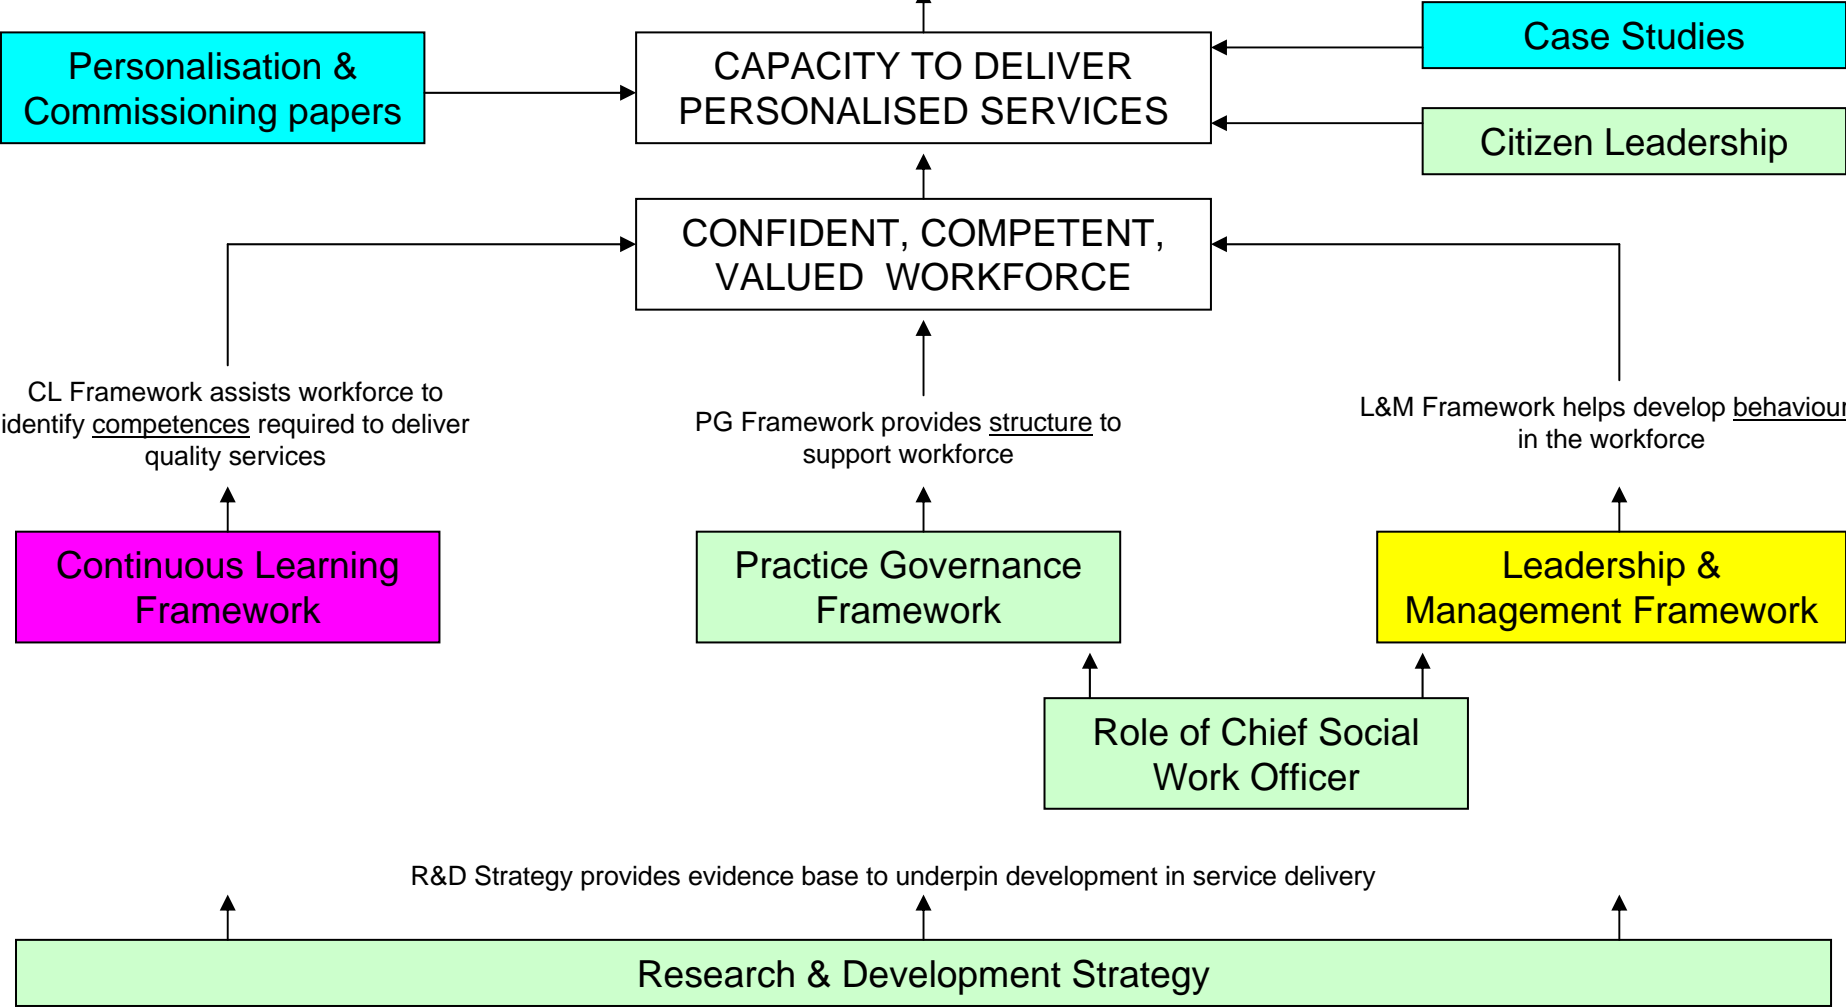 Case Studies
Personalisation &
Commissioning papers
CAPACITY TO DELIVER
PERSONALISED SERVICES
Citizen Leadership
CONFIDENT, COMPETENT,
VALUED WORKFORCE
CL Framework assists workforce to
identify competences required to deliver
quality services
PG Framework provides structure to
support workforce
L&M Framework helps develop behaviour
in the workforce
Continuous Learning
Framework
Practice Governance
Framework
Leadership &
Management Framework
Role of Chief Social
Work Officer
R&D Strategy provides evidence base to underpin development in service delivery
Research & Development Strategy